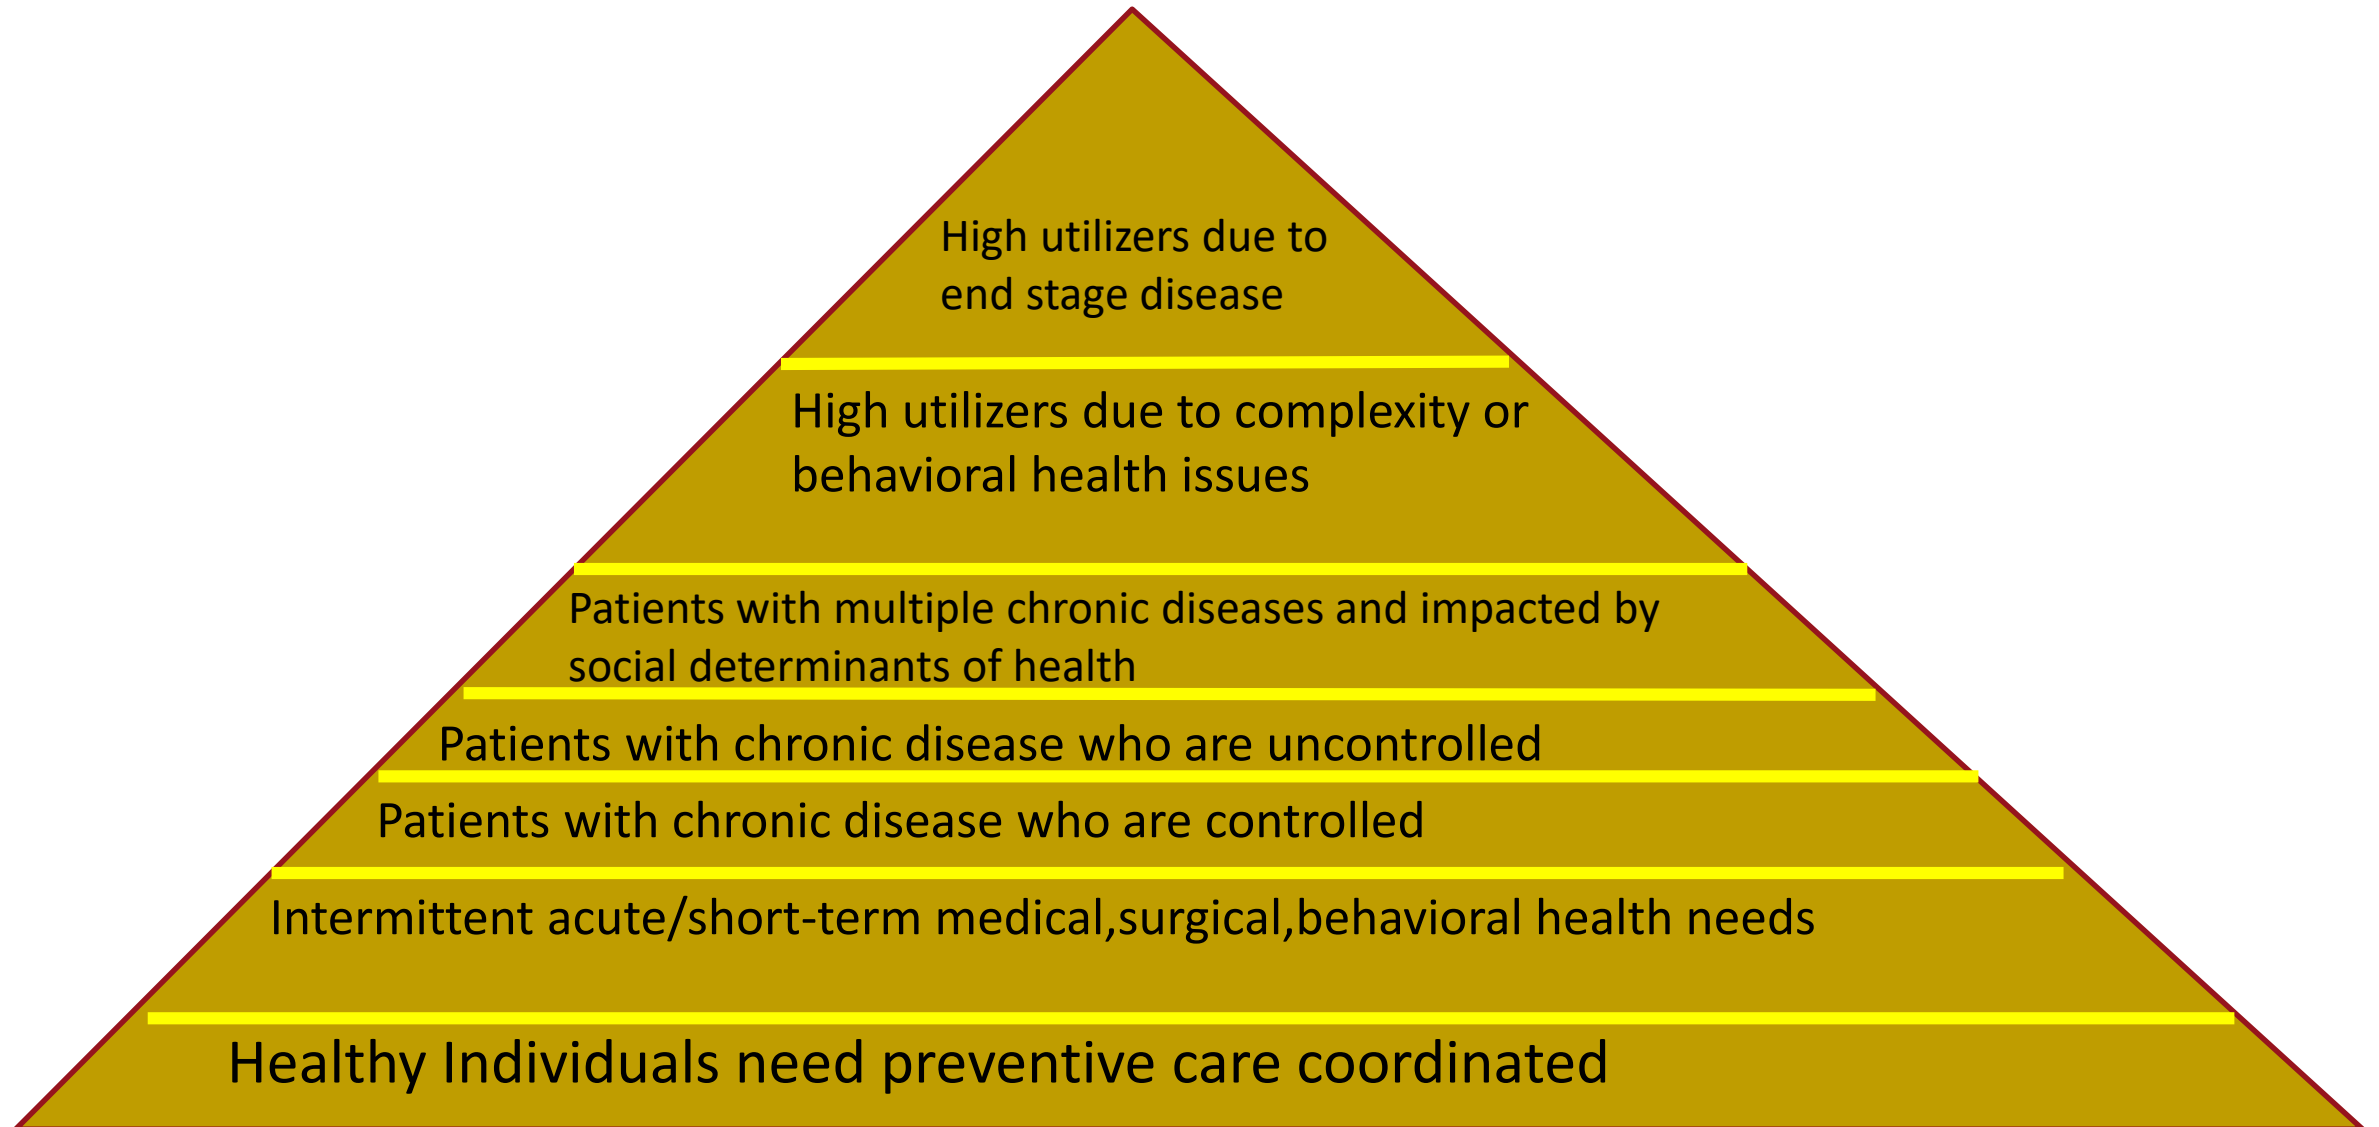 High utilizers due to
end stage disease
High utilizers due to complexity or
behavioral health issues
Patients with multiple chronic diseases and impacted by
social determinants of health
Patients with chronic disease who are uncontrolled
Patients with chronic disease who are controlled
Intermittent acute/short-term medical,surgical,behavioral health needs
Healthy Individuals need preventive care coordinated